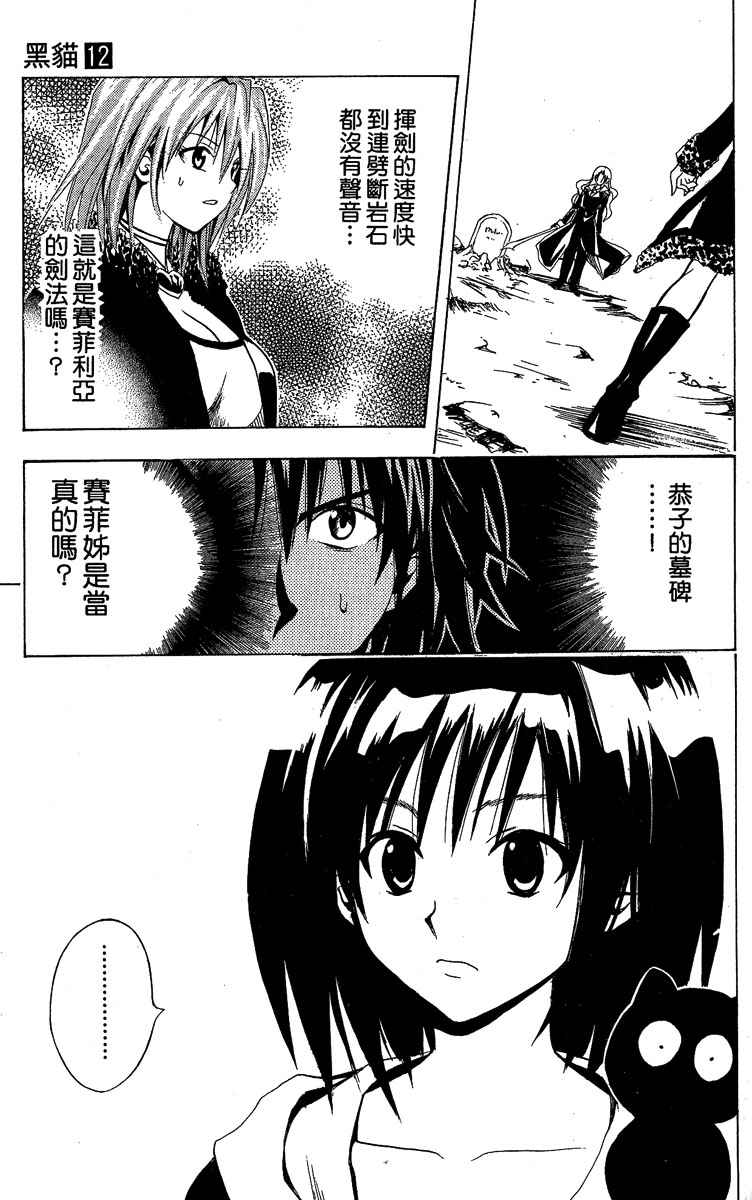 黑貓12
揮劍的速度快
到連劈斷岩石
都沒有聲音…
這就是賽菲利亞
的劍法嗎…？
恭子的墓碑
……！
賽菲姊是當
真的嗎？
…………